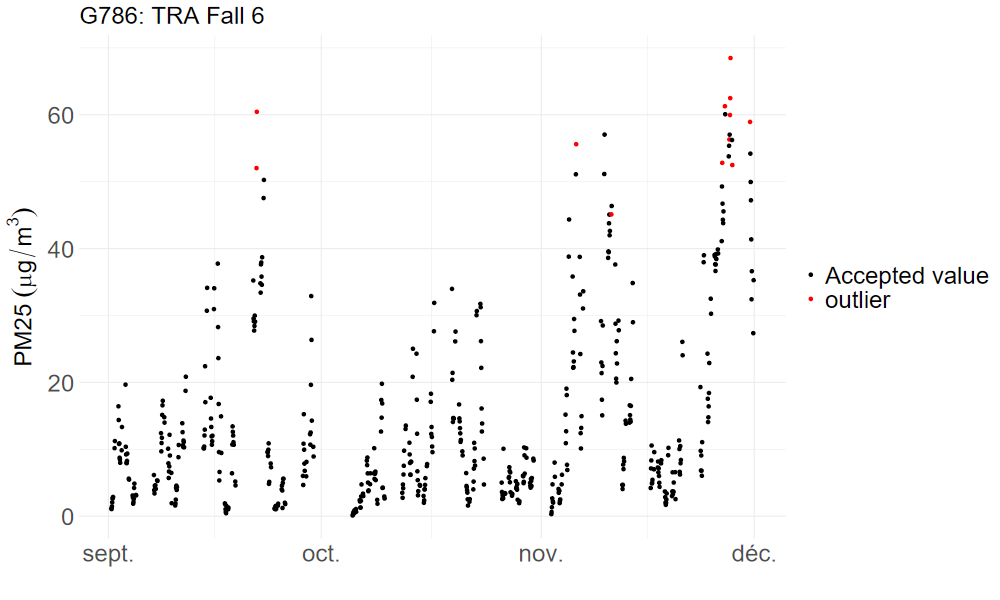 G786: TRA Fall 6
PM25 (μg/m³)
60
40
20
0
sept.
oct.
nov.
déc.
Accepted value
outlier